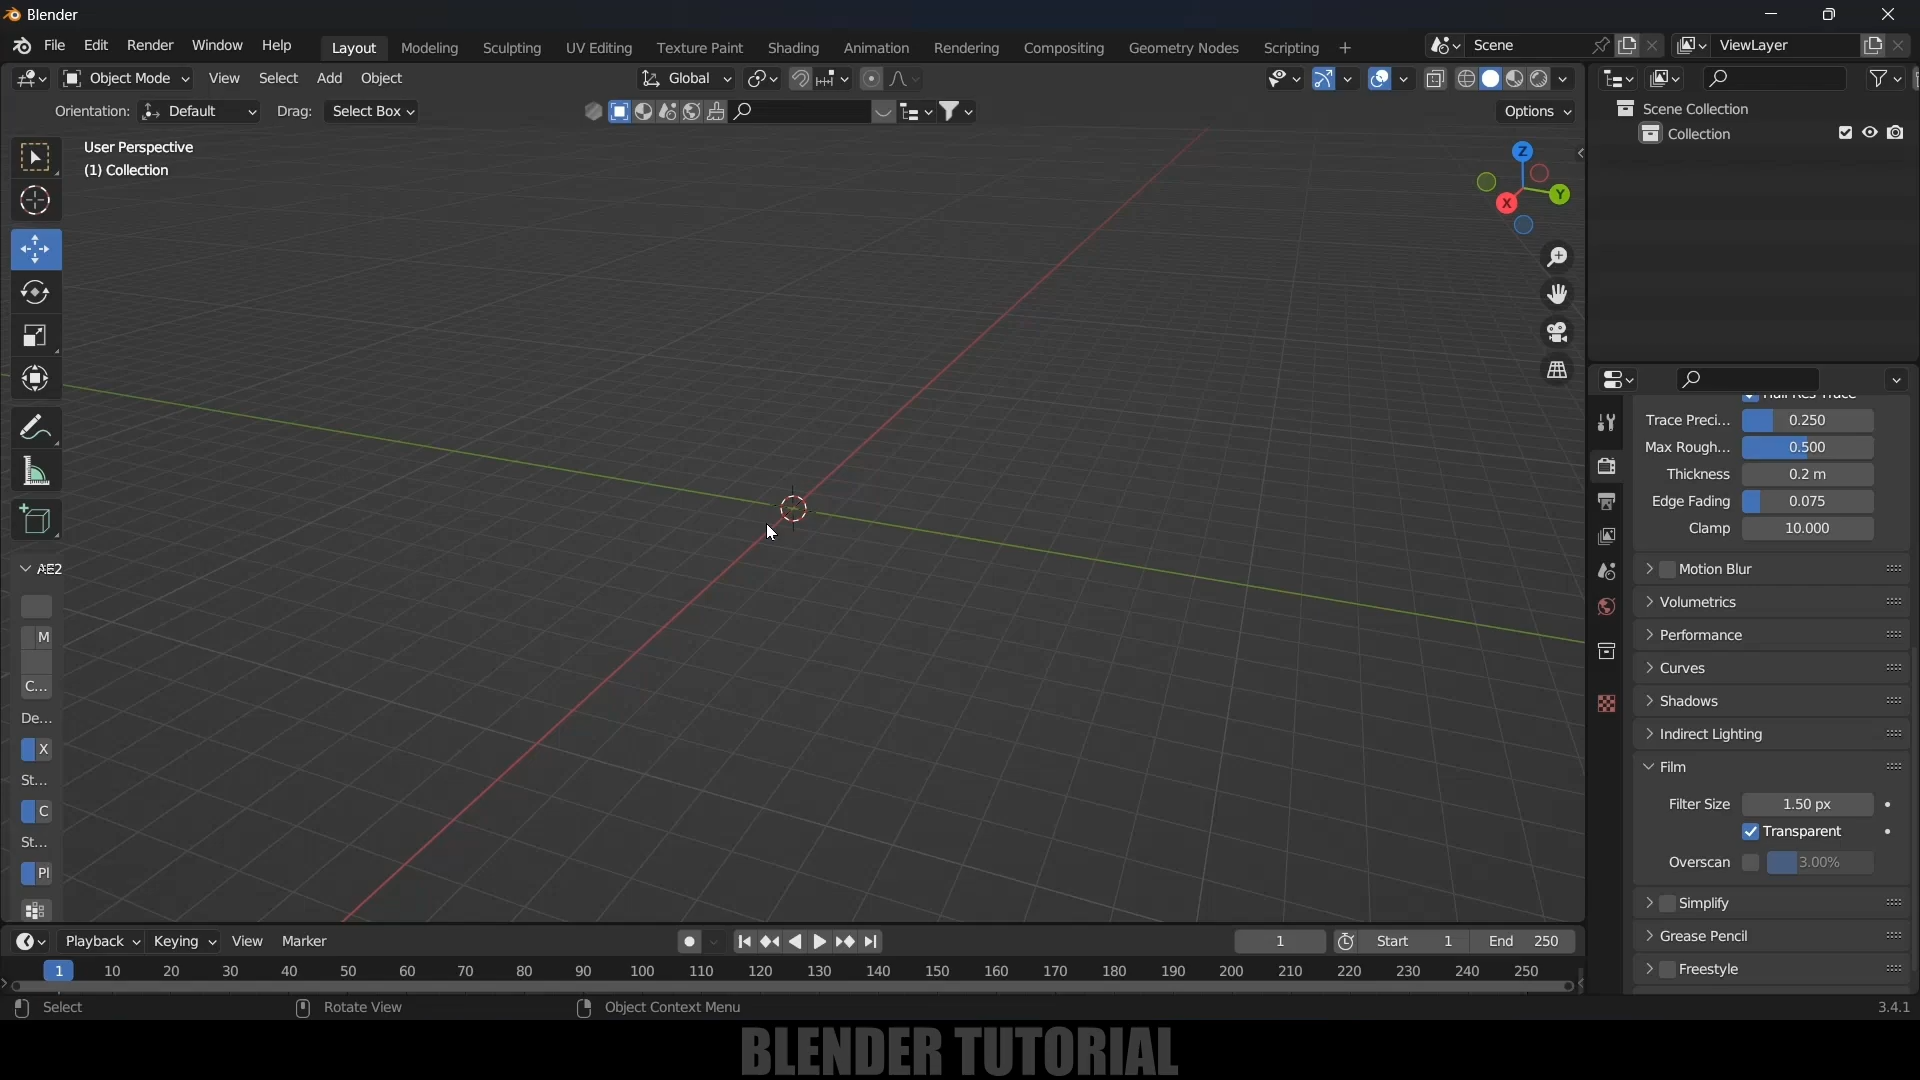 Blender
File Edit Render Window Help Layout Modeling Sculpting UV Editing Texture Paint Shading Animation Rendering Compositing Geometry Nodes Scripting + Scene ViewLayer
Object Mode View Select Add Object Global
Orientation: Default Drag: Select Box Options
User Perspective
(1) Collection
Z
Y
X
Scene Collection
Collection
Trace Preci... 0.250
Max Rough... 0.500
Thickness 0.2 m
Edge Fading 0.075
Clamp 10.000
Motion Blur
Volumetrics
Performance
Curves
Shadows
Indirect Lighting
Film
Filter Size 1.50 px
Transparent
Overscan 3.00%
Simplify
Grease Pencil
Freestyle
M
C...
De...
X
St...
C
St...
Pl
Playback Keying View Marker 1 Start 1 End 250
1 10 20 30 40 50 60 70 80 90 100 110 120 130 140 150 160 170 180 190 200 210 220 230 240 250
Select Rotate View Object Context Menu 3.4.1
BLENDER TUTORIAL